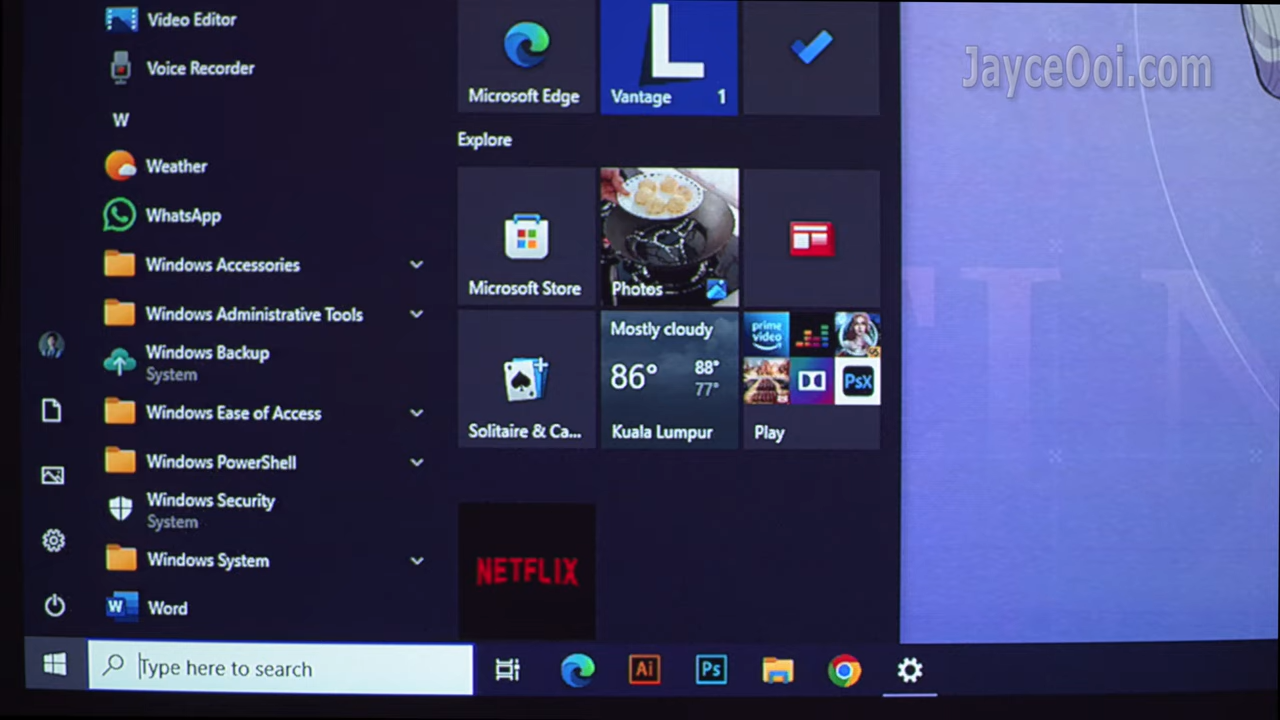 Video Editor
Voice Recorder
W
Weather
WhatsApp
Windows Accessories
Windows Administrative Tools
Windows Backup
System
Windows Ease of Access
Windows PowerShell
Windows Security
System
Windows System
Word
Type here to search
Microsoft Edge
L
Vantage 1
Explore
Microsoft Store
Photos
Solitaire & Ca...
Mostly cloudy
86° 88°
77°
Kuala Lumpur
prime video
PsX
Play
NETFLIX
W
Ai
Ps
JayceOoi.com